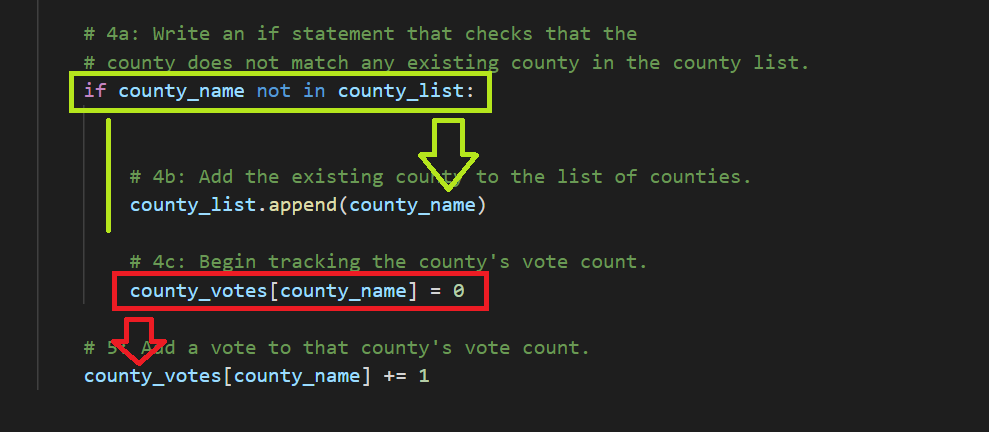 # 4a: Write an if statement that checks that the
# county does not match any existing county in the county list.
if county_name not in county_list:
# 4b: Add the existing county to the list of counties.
county_list.append(county_name)
# 4c: Begin tracking the county's vote count.
county_votes[county_name] = 0
# 5: Add a vote to that county's vote count.
county_votes[county_name] += 1